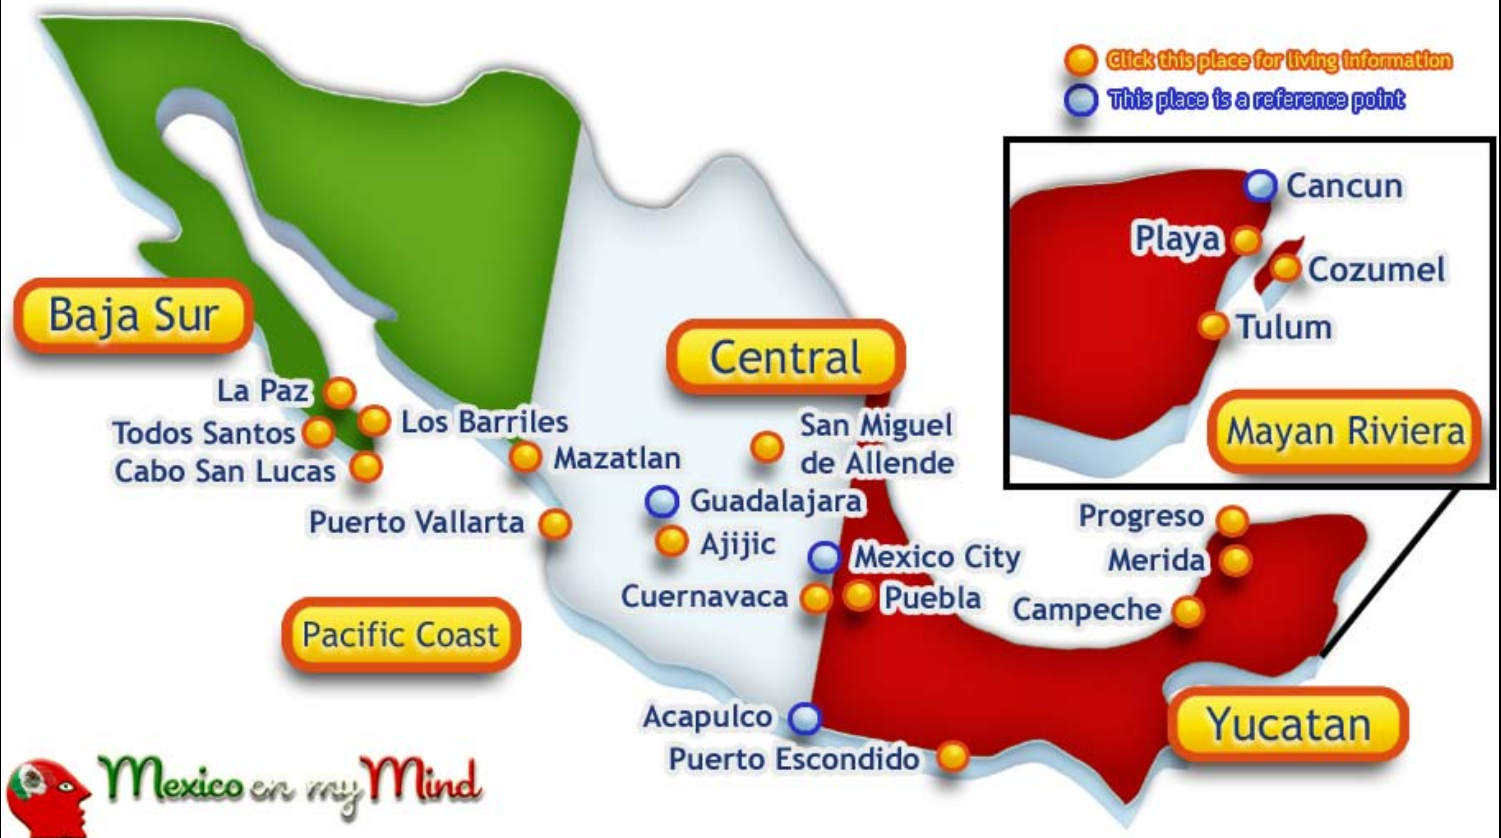 Click this place for living information
This place is a reference point
Cancun
Playa
Cozumel
Tulum
Mayan Riviera
Baja Sur
Central
La Paz
Los Barriles
Todos Santos
Cabo San Lucas
San Miguel
de Allende
Mazatlan
Guadalajara
Puerto Vallarta
Ajijic
Mexico City
Cuernavaca
Puebla
Progreso
Merida
Campeche
Pacific Coast
Acapulco
Puerto Escondido
Yucatan
Mexico en my Mind